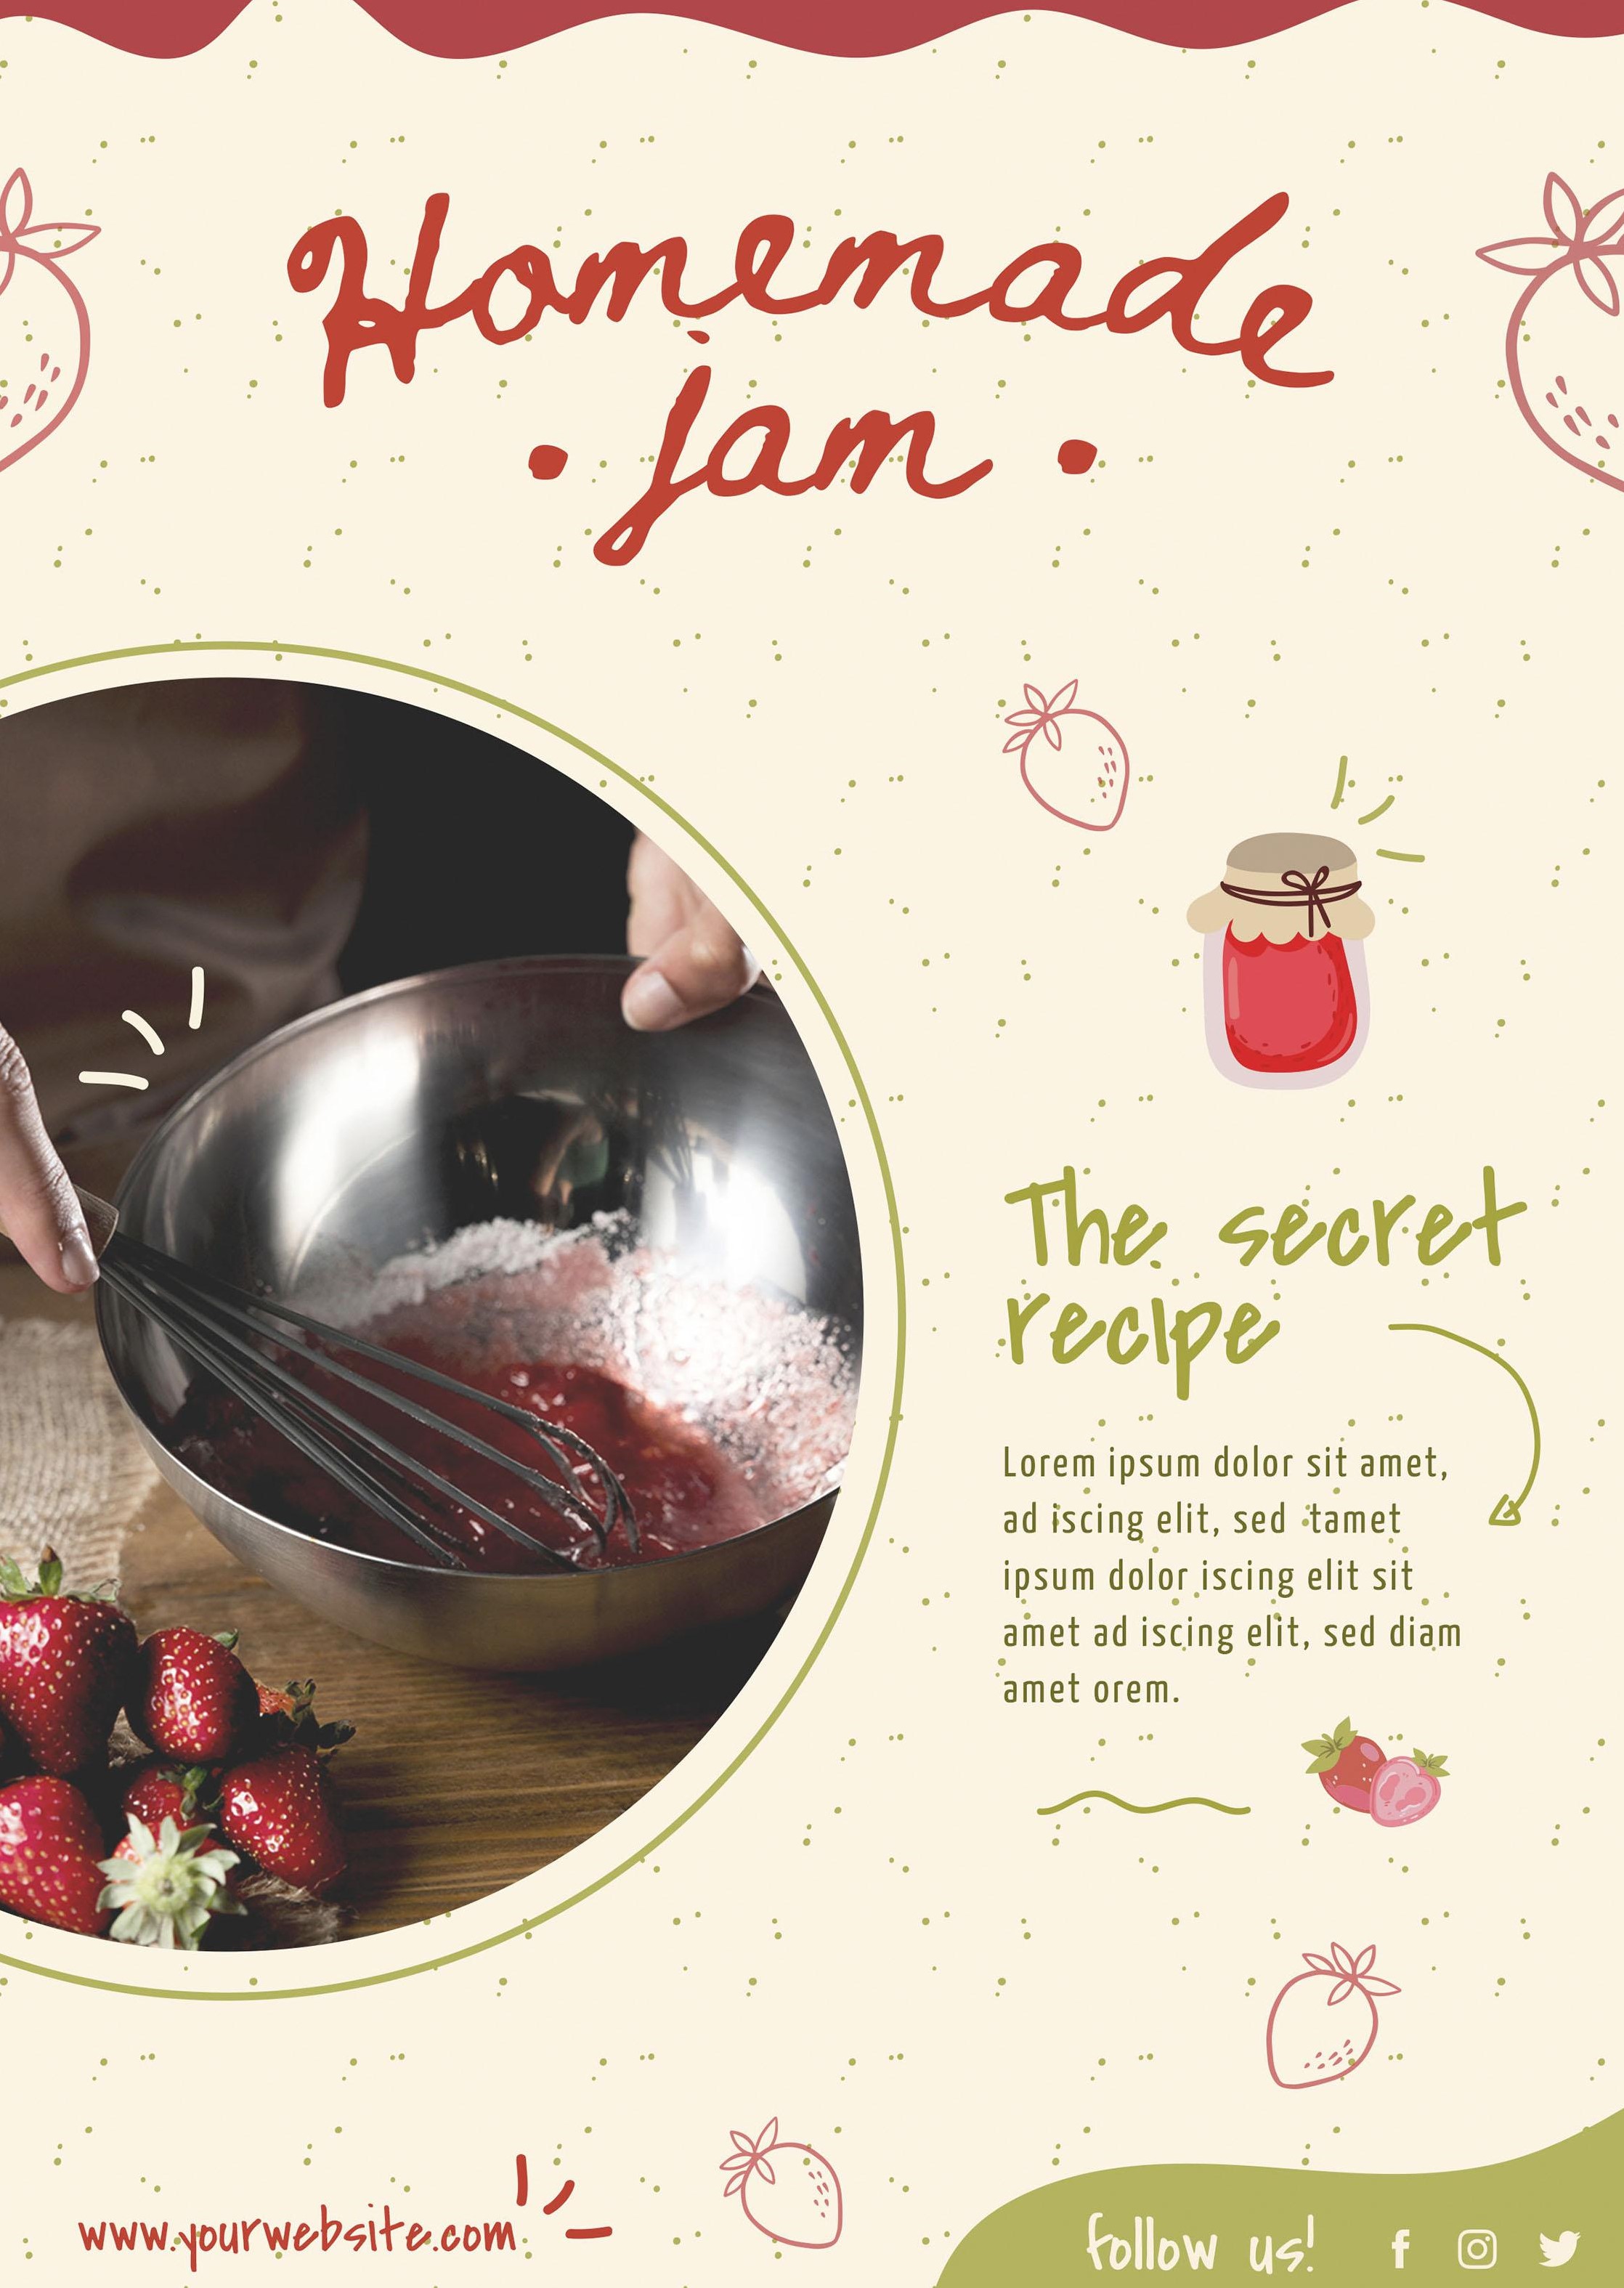 Homemade
• jam •
The secret
recipe
Lorem ipsum dolor sit amet,
ad iscing elit, sed tamet
ipsum dolor iscing elit sit
amet ad iscing elit, sed diam
amet orem.
www.yourwebsite.com
follow us!